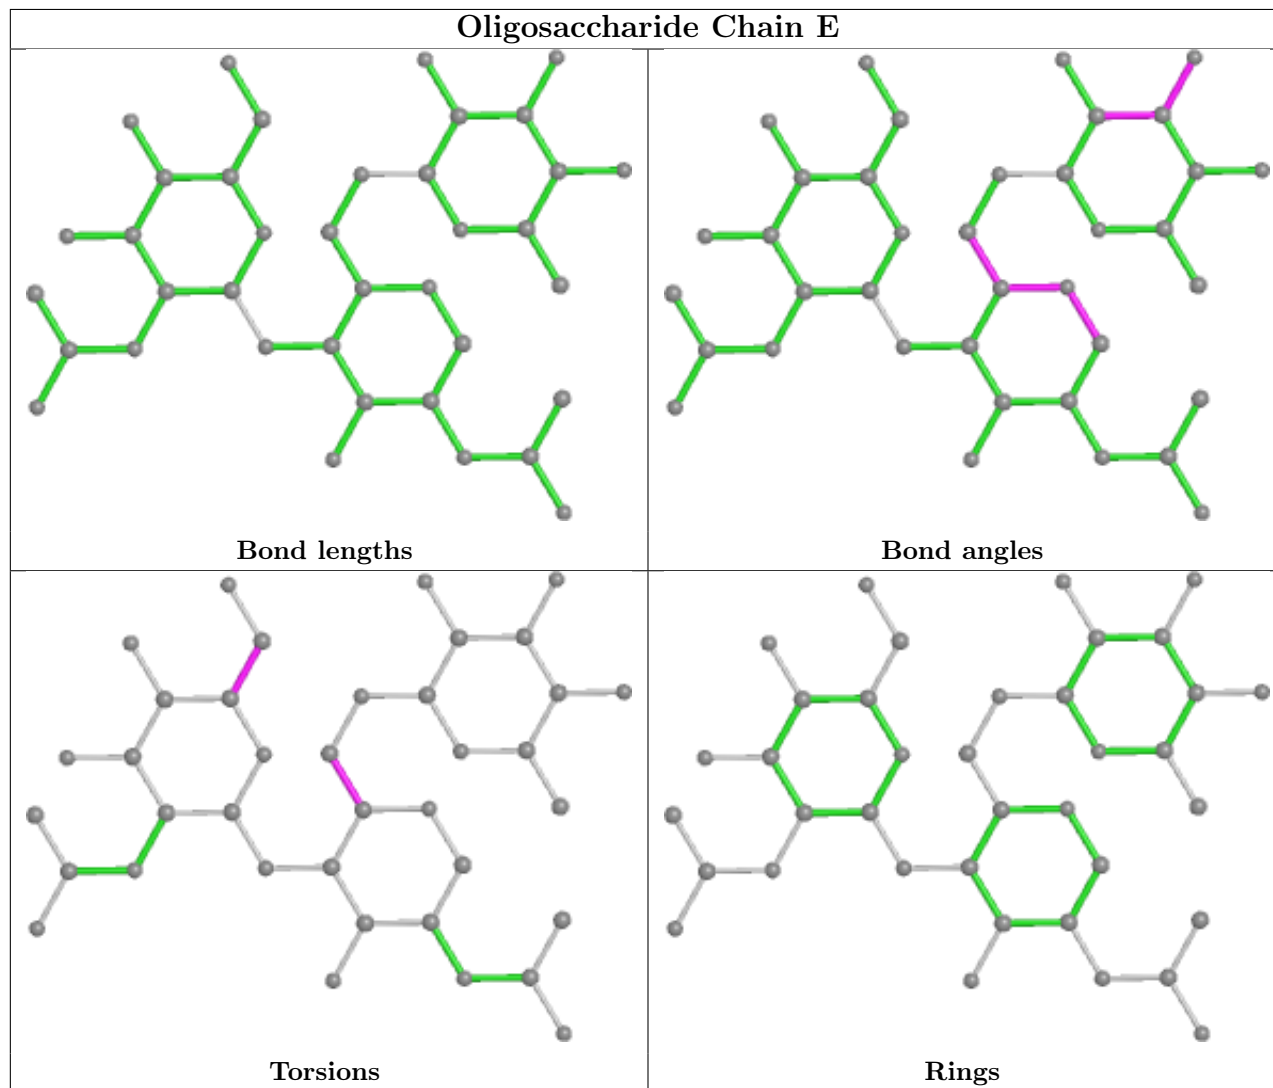 Oligosaccharide Chain E
Bond lengths
Bond angles
Torsions
Rings